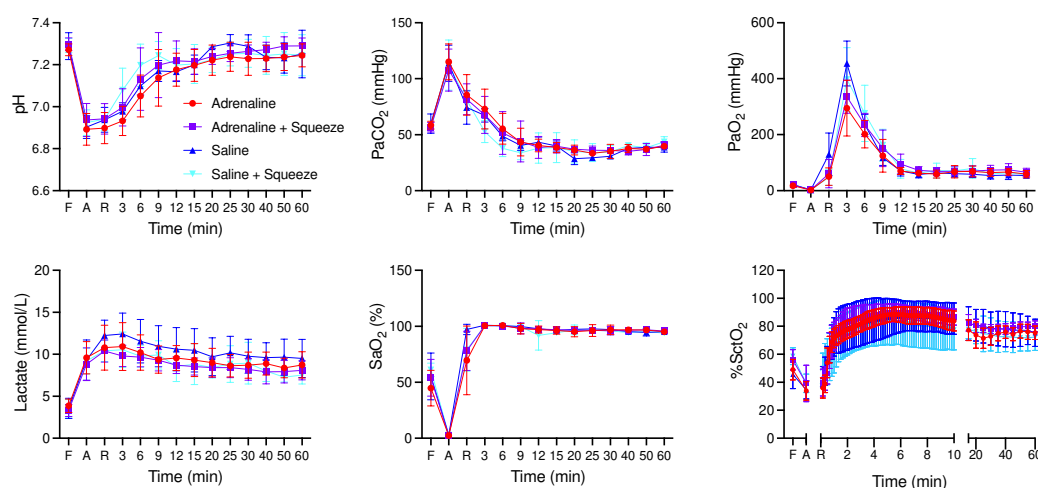 7.4
7.2
7.0
6.8
6.6
pH
Adrenaline
Adrenaline + Squeeze
Saline
Saline + Squeeze
F A R 3 6 9 12 15 20 25 30 40 50 60
Time (min)
150
100
50
0
PaCO2 (mmHg)
F A R 3 6 9 12 15 20 25 30 40 50 60
Time (min)
600
400
200
0
PaO2 (mmHg)
F A R 3 6 9 12 15 20 25 30 40 50 60
Time (min)
20
15
10
5
0
Lactate (mmol/L)
F A R 3 6 9 12 15 20 25 30 40 50 60
Time (min)
150
100
50
0
SaO2 (%)
F A R 3 6 9 12 15 20 25 30 40 50 60
Time (min)
120
100
80
60
40
20
0
%SctO2
F A R 2 4 6 8 10 20 40 60
Time (min)